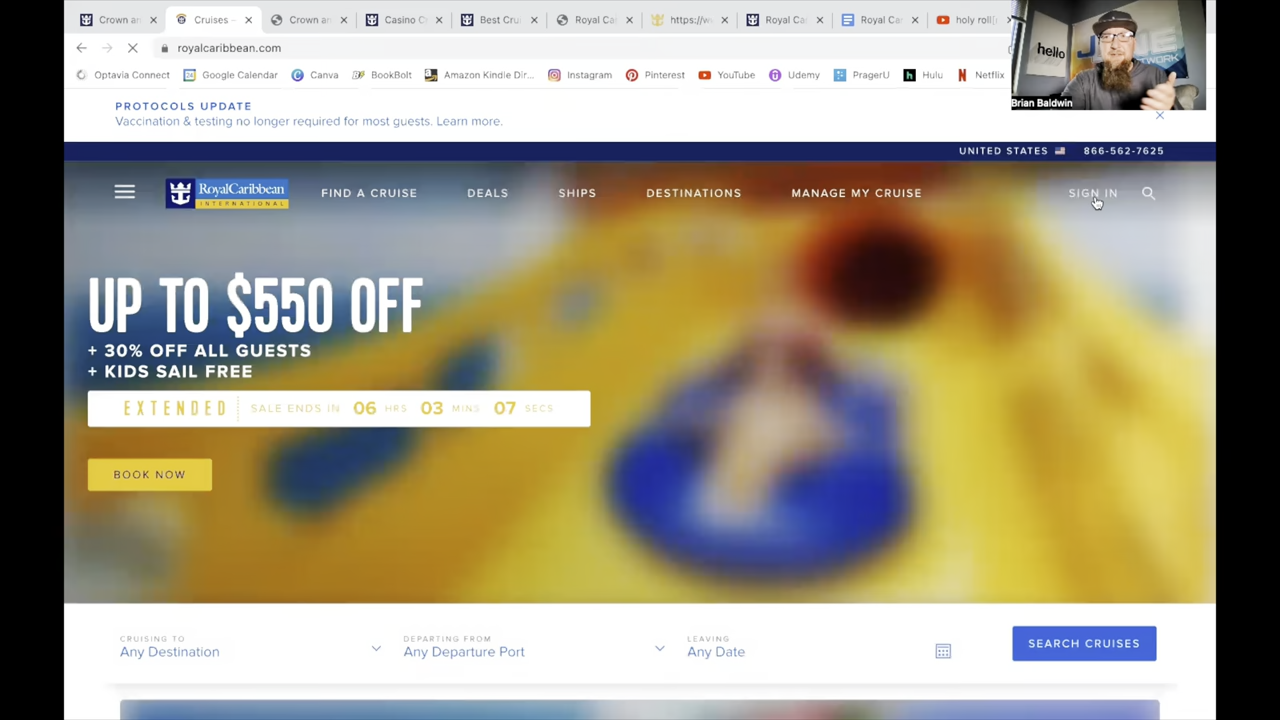 Crown an
Cruises –
Crown an
Casino C
Best Cru
Royal Cai
https://w
Royal Ca
Royal Ca
holy roll
royalcaribbean.com
Optavia Connect
Google Calendar
Canva
BookBolt
Amazon Kindle Dir...
Instagram
Pinterest
YouTube
Udemy
PragerU
Hulu
Netflix
hello
Brian Baldwin
PROTOCOLS UPDATE
Vaccination & testing no longer required for most guests. Learn more.
UNITED STATES 866-562-7625
RoyalCaribbean
INTERNATIONAL
FIND A CRUISE DEALS SHIPS DESTINATIONS MANAGE MY CRUISE SIGN IN
UP TO $550 OFF
+ 30% OFF ALL GUESTS
+ KIDS SAIL FREE
EXTENDED SALE ENDS IN 06 HRS 03 MINS 07 SECS
BOOK NOW
CRUISING TO
Any Destination
DEPARTING FROM
Any Departure Port
LEAVING
Any Date
SEARCH CRUISES